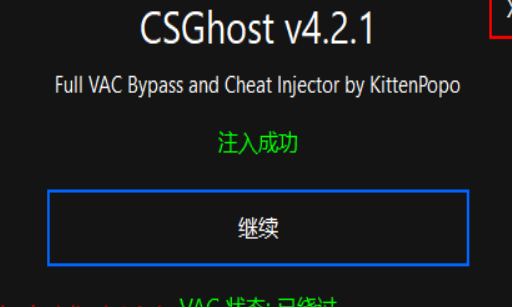 CSGhost v4.2.1
Full VAC Bypass and Cheat Injector by KittenPopo
注入成功
继续
VAC 状态: 已绕过